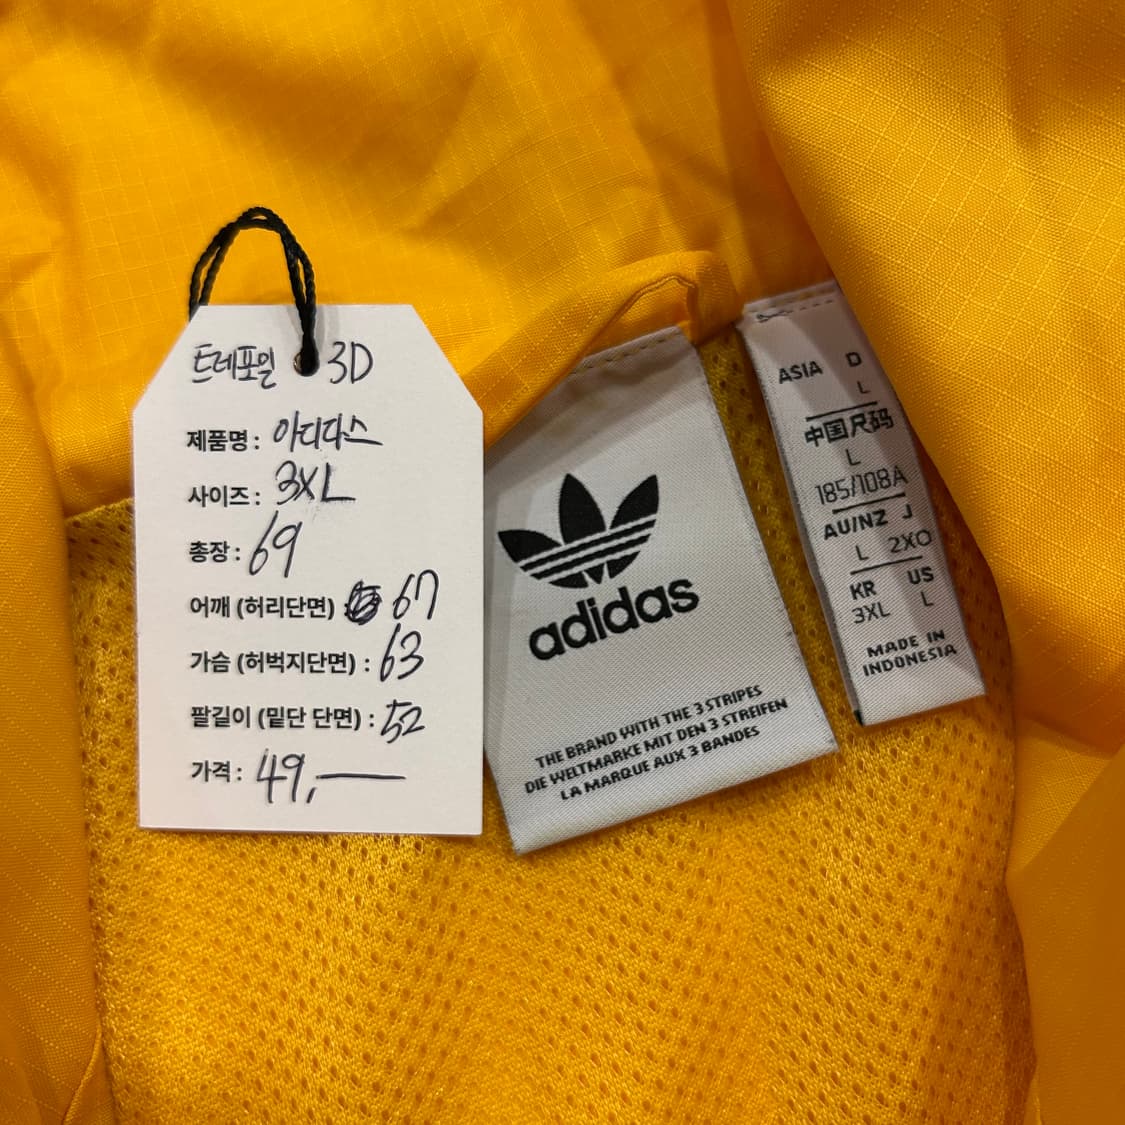 트레포일 3D
제품명 : 아디다스
사이즈 : 3XL
총장 : 69
어깨 (허리단면) 67
가슴 (허벅지단면) : 63
팔길이 (밑단 단면) : 52
가격 : 49,
adidas
THE BRAND WITH THE 3 STRIPES
DIE WELTMARKE MIT DEN 3 STREIFEN
LA MARQUE AUX 3 BANDES
ASIA D
L
中国尺码
L
185/108A
AU/NZ J
L 2XO
KR US
3XL L
MADE IN
INDONESIA